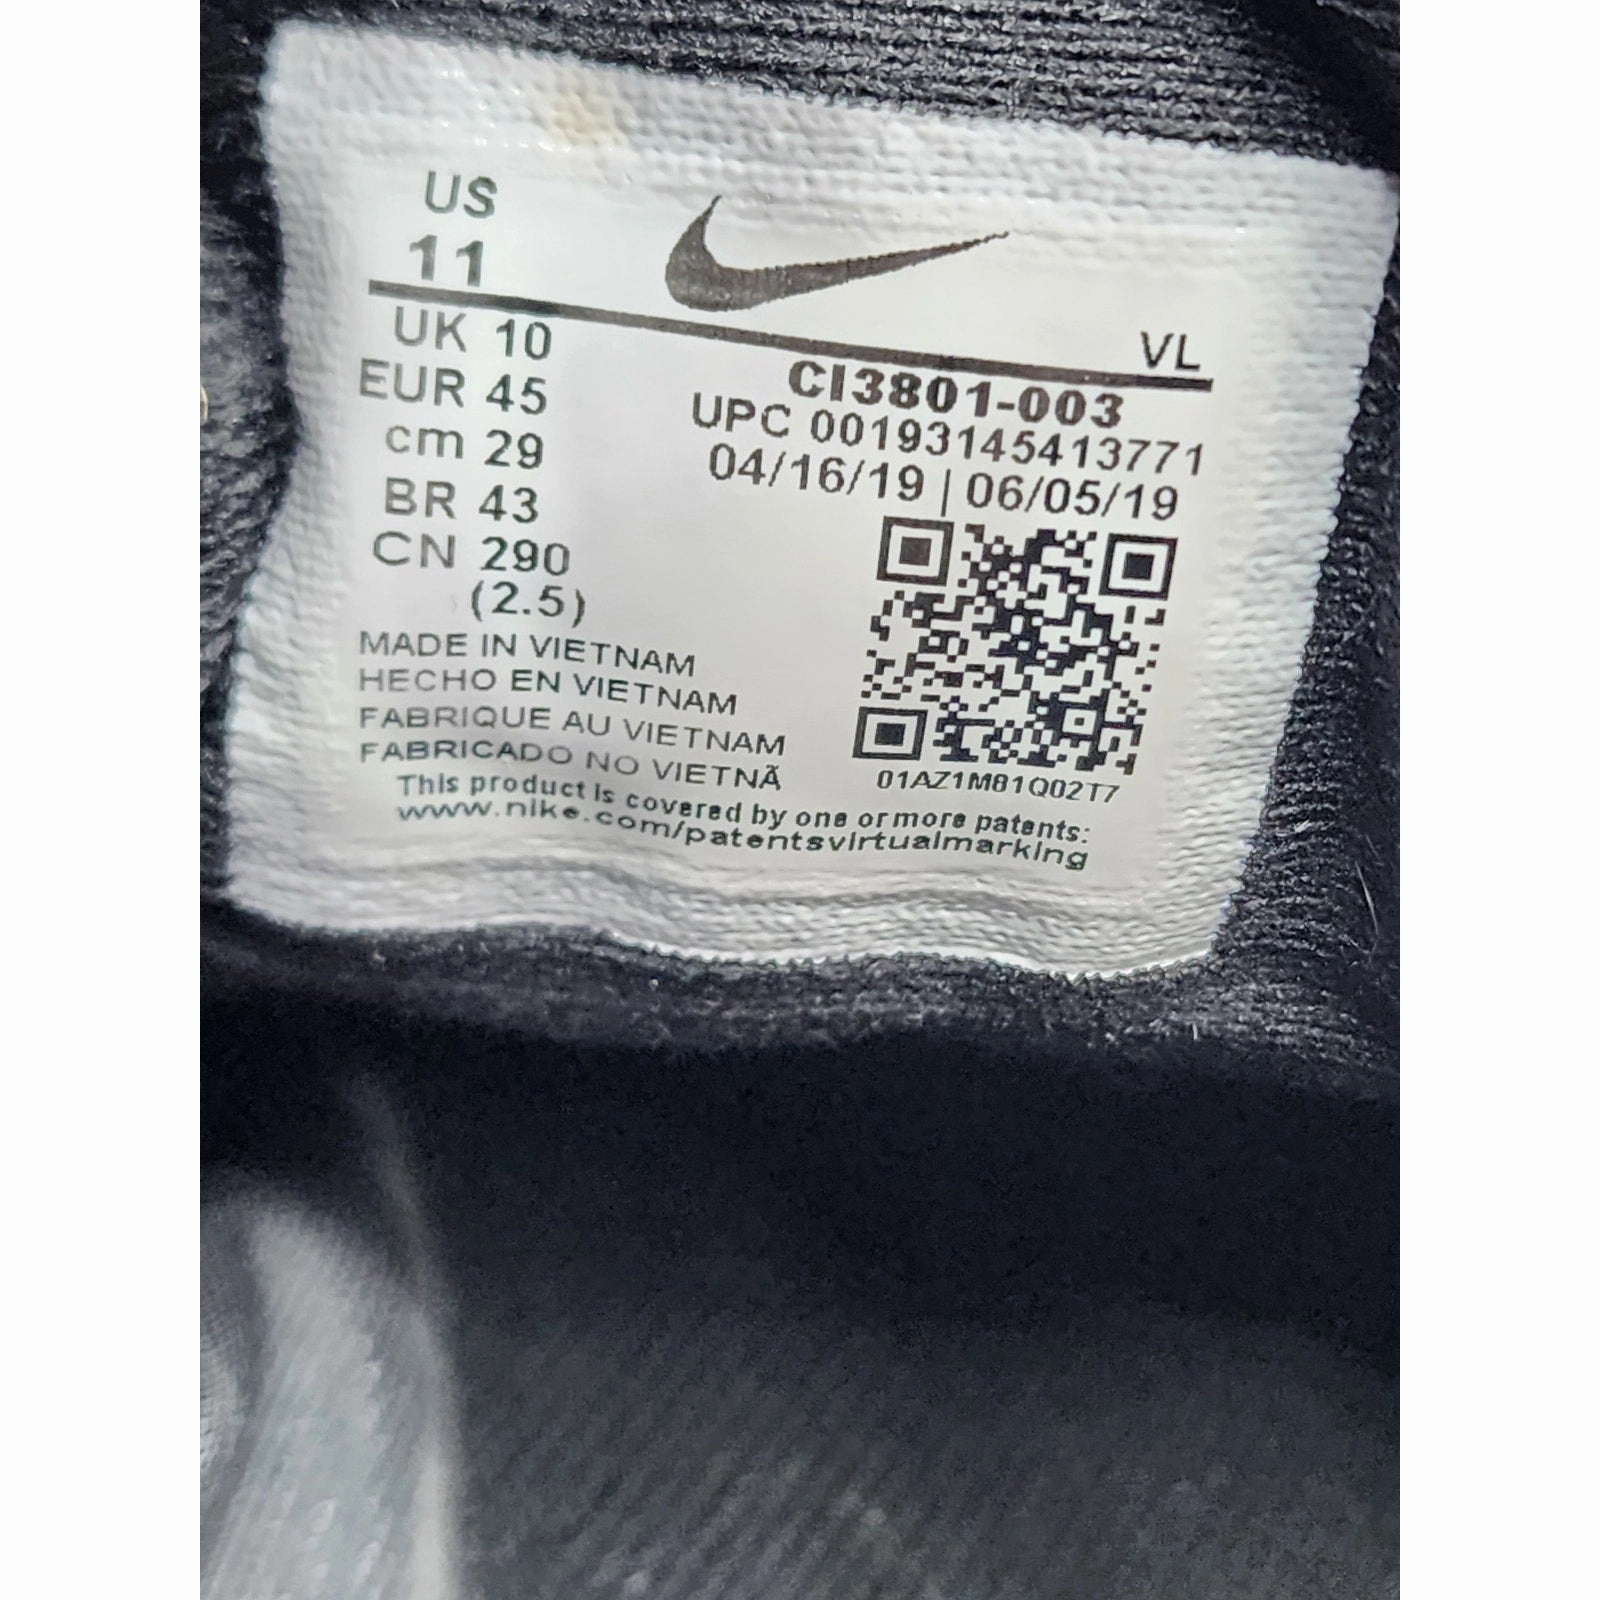 US
11
UK 10
EUR 45
cm 29
BR 43
CN 290
(2.5)
VL
CI3801-003
UPC 00193145413771
04/16/19 | 06/05/19
01AZ1M81Q02T7
MADE IN VIETNAM
HECHO EN VIETNAM
FABRIQUE AU VIETNAM
FABRICADO NO VIETNÃ
This product is covered by one or more patents:
www.nike.com/patentsvirtualmarking